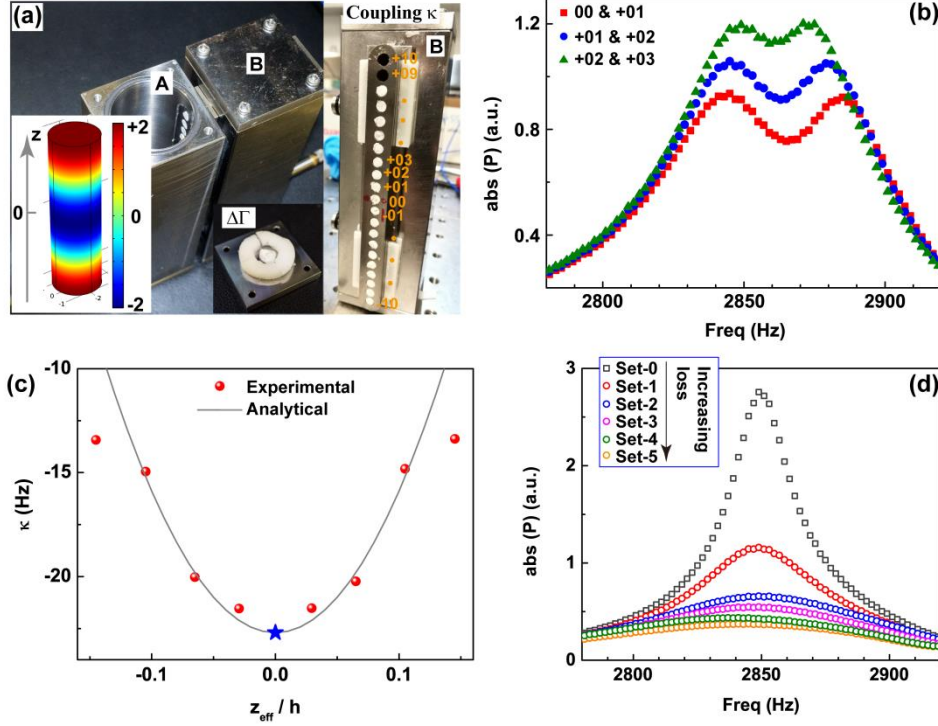 (a)
A
B
z
0
+2
0
-2
0
-1
-2
ΔΓ
Coupling κ
B
+10
+09
+03
+02
+01
00
-01
-10
(b)
00 & +01
+01 & +02
+02 & +03
abs (P) (a.u.)
1.2
0.8
0.4
2800 2850 2900
Freq (Hz)
(c)
Experimental
Analytical
κ (Hz)
-10
-15
-20
-0.1 0.0 0.1
z_eff / h
(d)
Set-0
Set-1
Set-2
Set-3
Set-4
Set-5
Increasing
loss
abs (P) (a.u.)
3
2
1
0
2800 2850 2900
Freq (Hz)